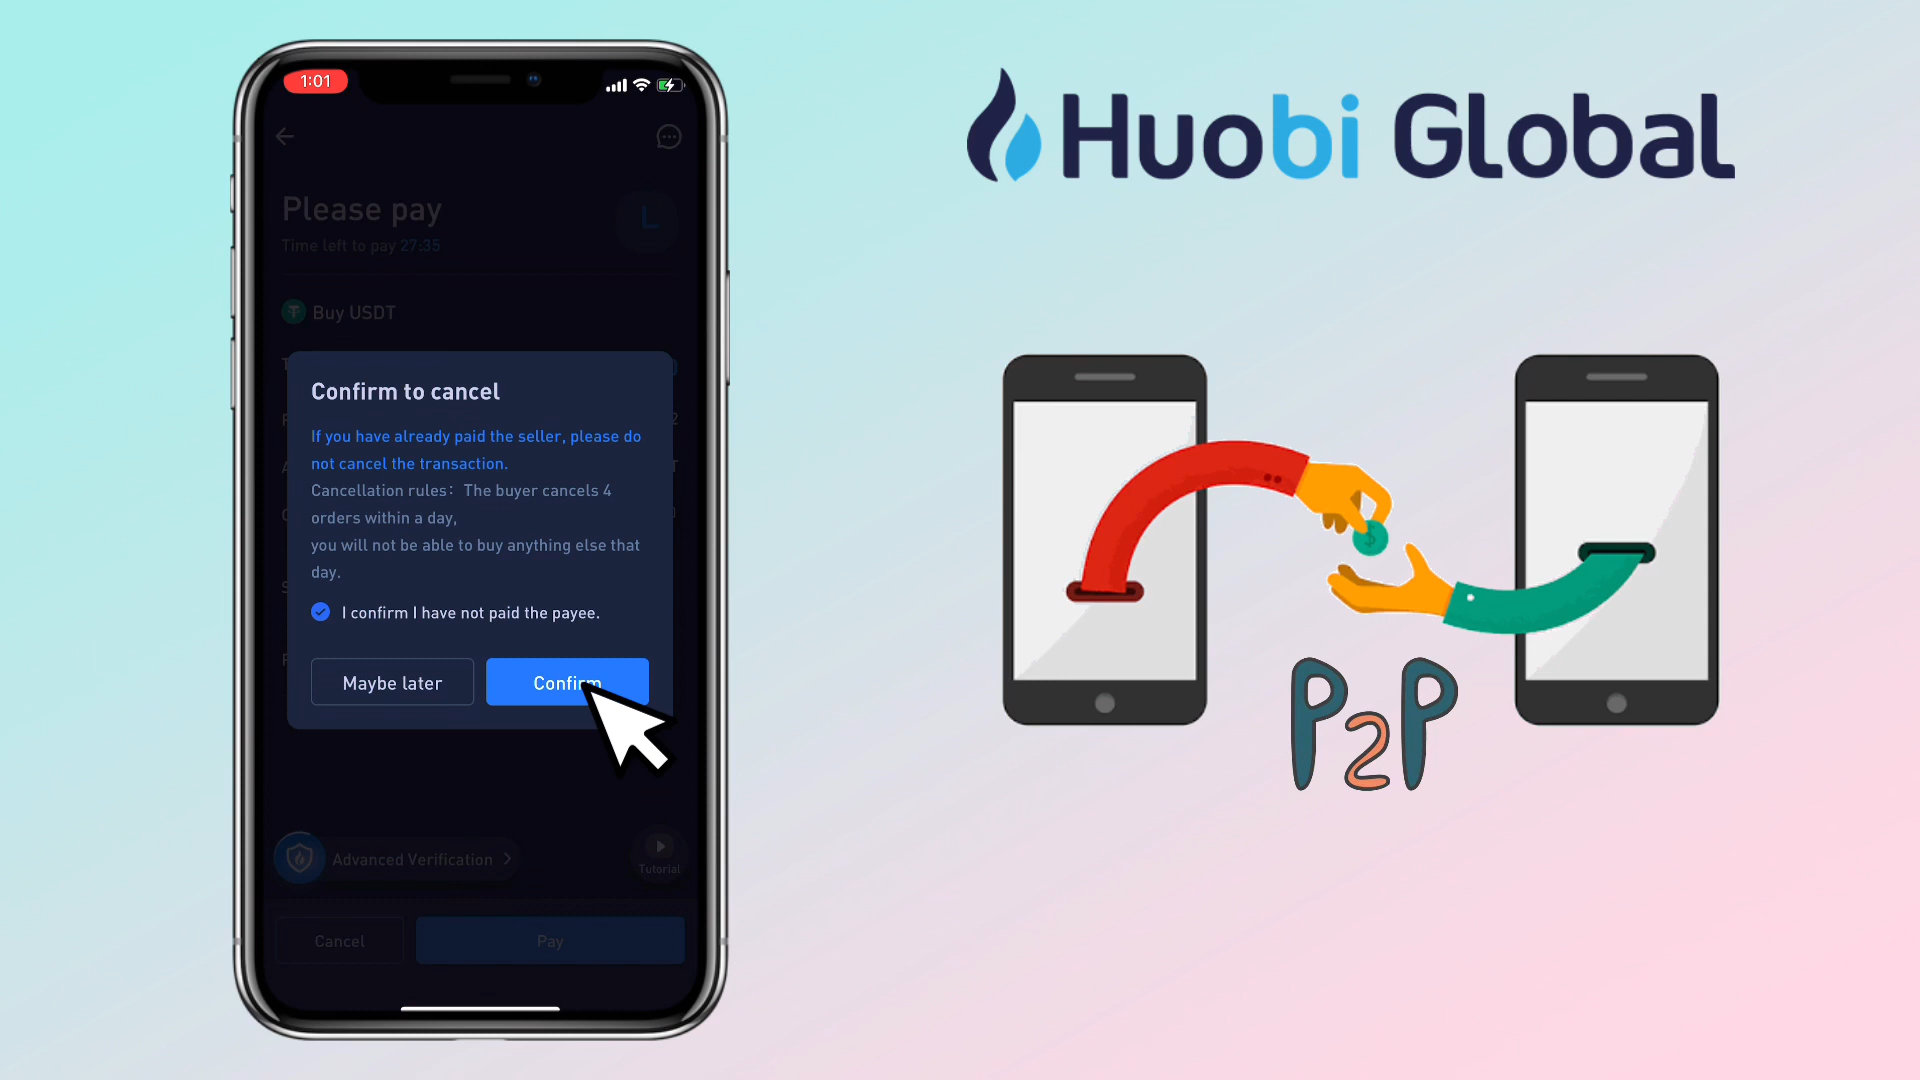 1:01
Huobi Global
Please pay
L
Time left to pay 27:35
Buy USDT
Confirm to cancel
If you have already paid the seller, please do
not cancel the transaction.
Cancellation rules: The buyer cancels 4
orders within a day,
you will not be able to buy anything else that
day.
I confirm I have not paid the payee.
Maybe later
Confirm
$
P2P
Advanced Verification
Tutorial
Cancel
Pay